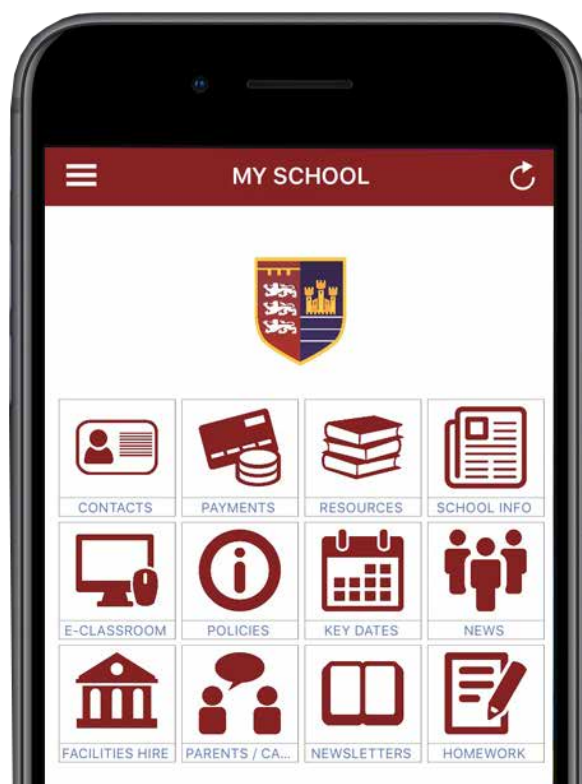 MY SCHOOL
CONTACTS PAYMENTS RESOURCES SCHOOL INFO
E-CLASSROOM POLICIES KEY DATES NEWS
FACILITIES HIRE PARENTS / CA... NEWSLETTERS HOMEWORK